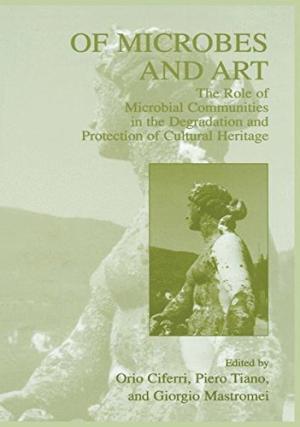 OF MICROBES
AND ART
The Role of
Microbial Communities
in the Degradation and
Protection of Cultural Heritage
Edited by
Orio Ciferri, Piero Tiano,
and Giorgio Mastromei